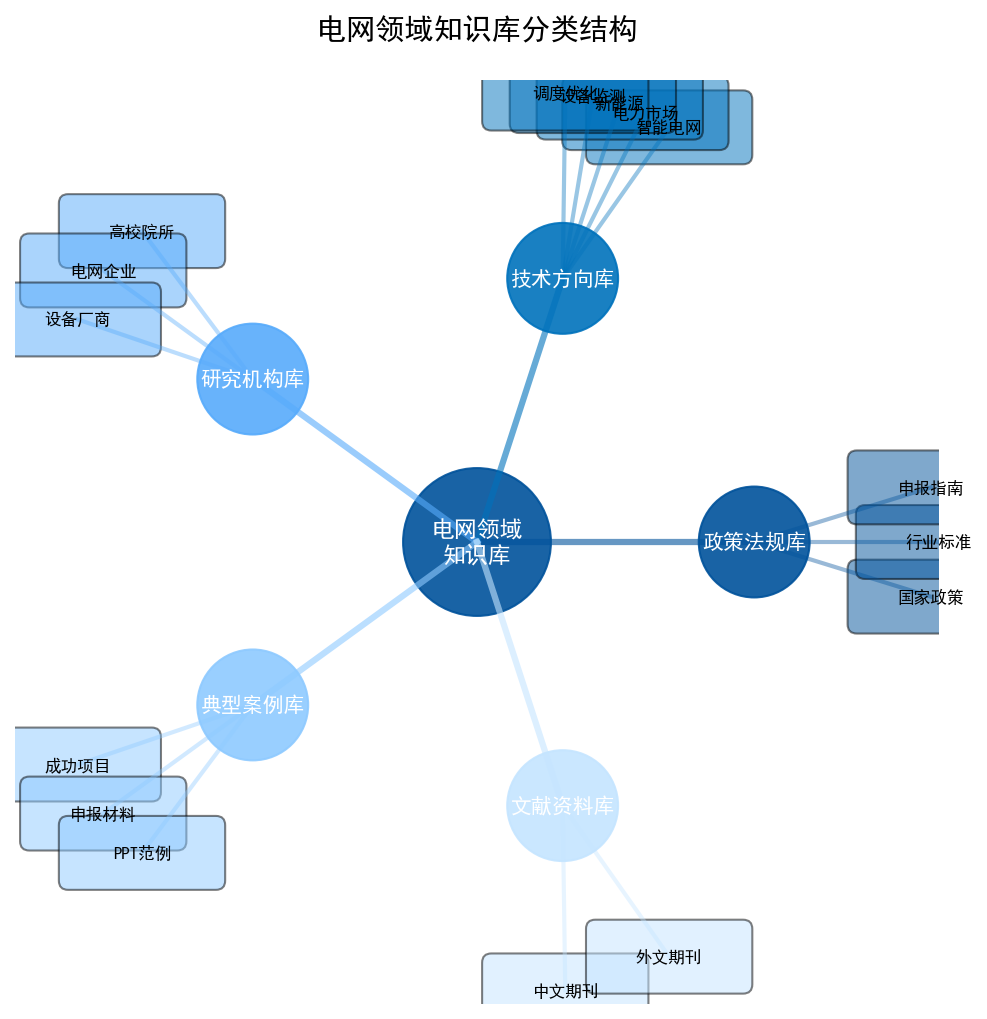 电网领域知识库分类结构
调度优化
设备监测
新能源
电力市场
智能电网
技术方向库
高校院所
电网企业
设备厂商
研究机构库
电网领域
知识库
政策法规库
申报指南
行业标准
国家政策
典型案例库
成功项目
申报材料
PPT范例
文献资料库
外文期刊
中文期刊